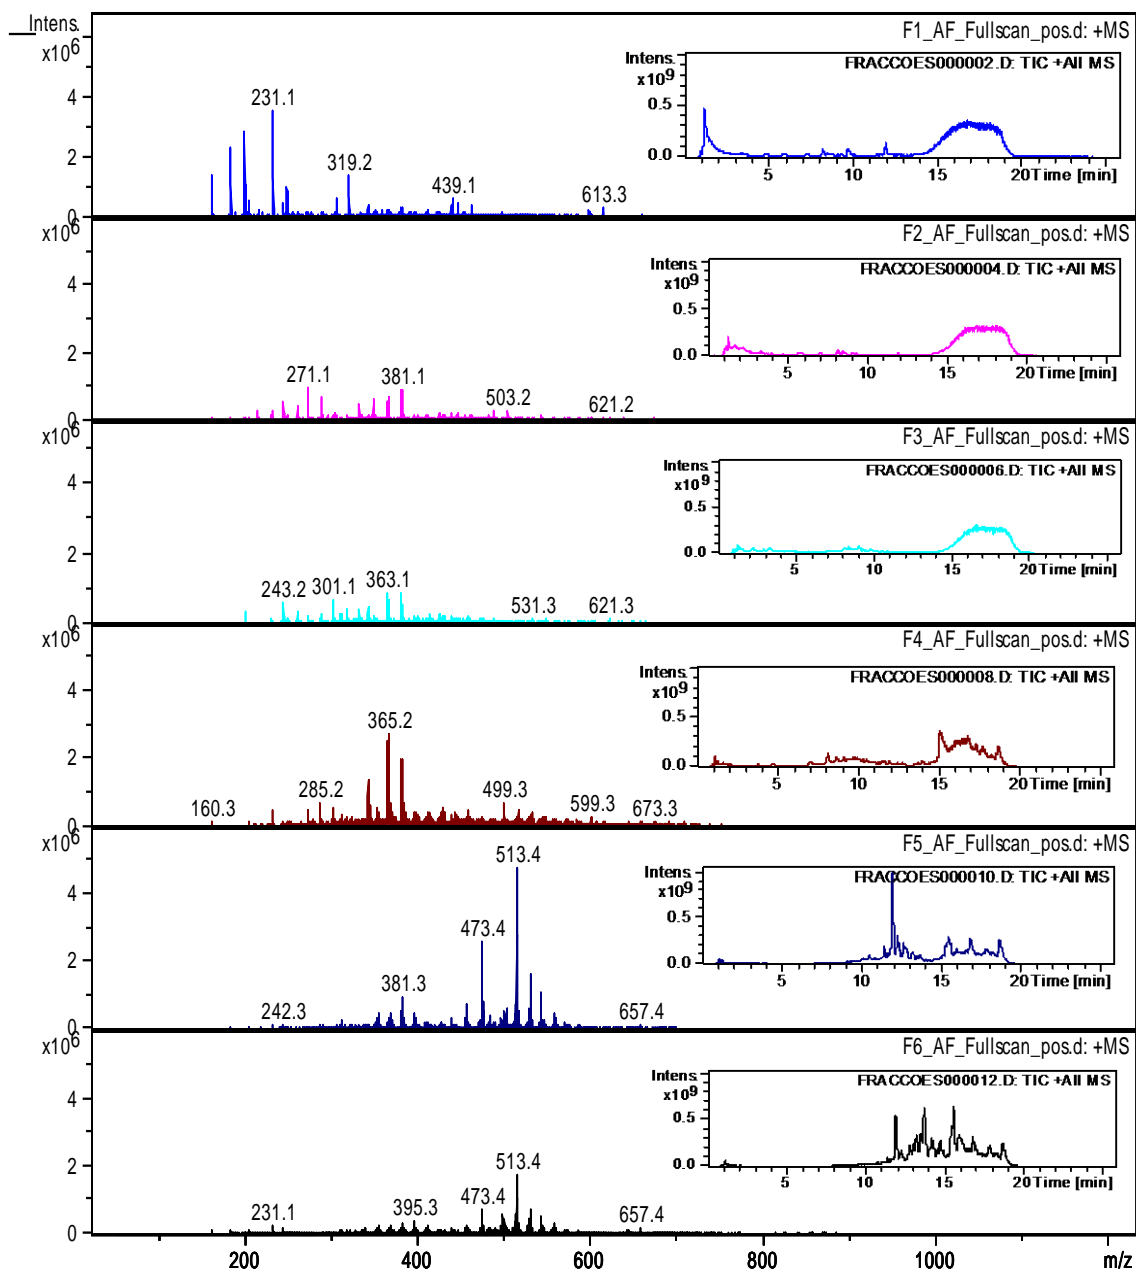 Intens.
x10^6
F1_AF_Fullscan_pos.d: +MS
4
2
0
231.1
319.2
439.1
613.3
Intens.
x10^9
FRACCOES000002.D: TIC +All MS
0.5
0.0
5 10 15 20 Time [min]
x10^6
F2_AF_Fullscan_pos.d: +MS
4
2
0
271.1
381.1
503.2
621.2
Intens.
x10^9
FRACCOES000004.D: TIC +All MS
0.5
0.0
5 10 15 20 Time [min]
x10^6
F3_AF_Fullscan_pos.d: +MS
4
2
0
243.2
301.1
363.1
531.3
621.3
Intens.
x10^9
FRACCOES000006.D: TIC +All MS
0.5
0.0
5 10 15 20 Time [min]
x10^6
F4_AF_Fullscan_pos.d: +MS
4
2
0
160.3
285.2
365.2
499.3
599.3
673.3
Intens.
x10^9
FRACCOES000008.D: TIC +All MS
0.5
0.0
5 10 15 20 Time [min]
x10^6
F5_AF_Fullscan_pos.d: +MS
4
2
0
242.3
381.3
473.4
513.4
657.4
Intens.
x10^9
FRACCOES000010.D: TIC +All MS
0.5
0.0
5 10 15 20 Time [min]
x10^6
F6_AF_Fullscan_pos.d: +MS
4
2
0
231.1
395.3
473.4
513.4
657.4
Intens.
x10^9
FRACCOES000012.D: TIC +All MS
0.5
0.0
5 10 15 20 Time [min]
200 400 600 800 1000 m/z